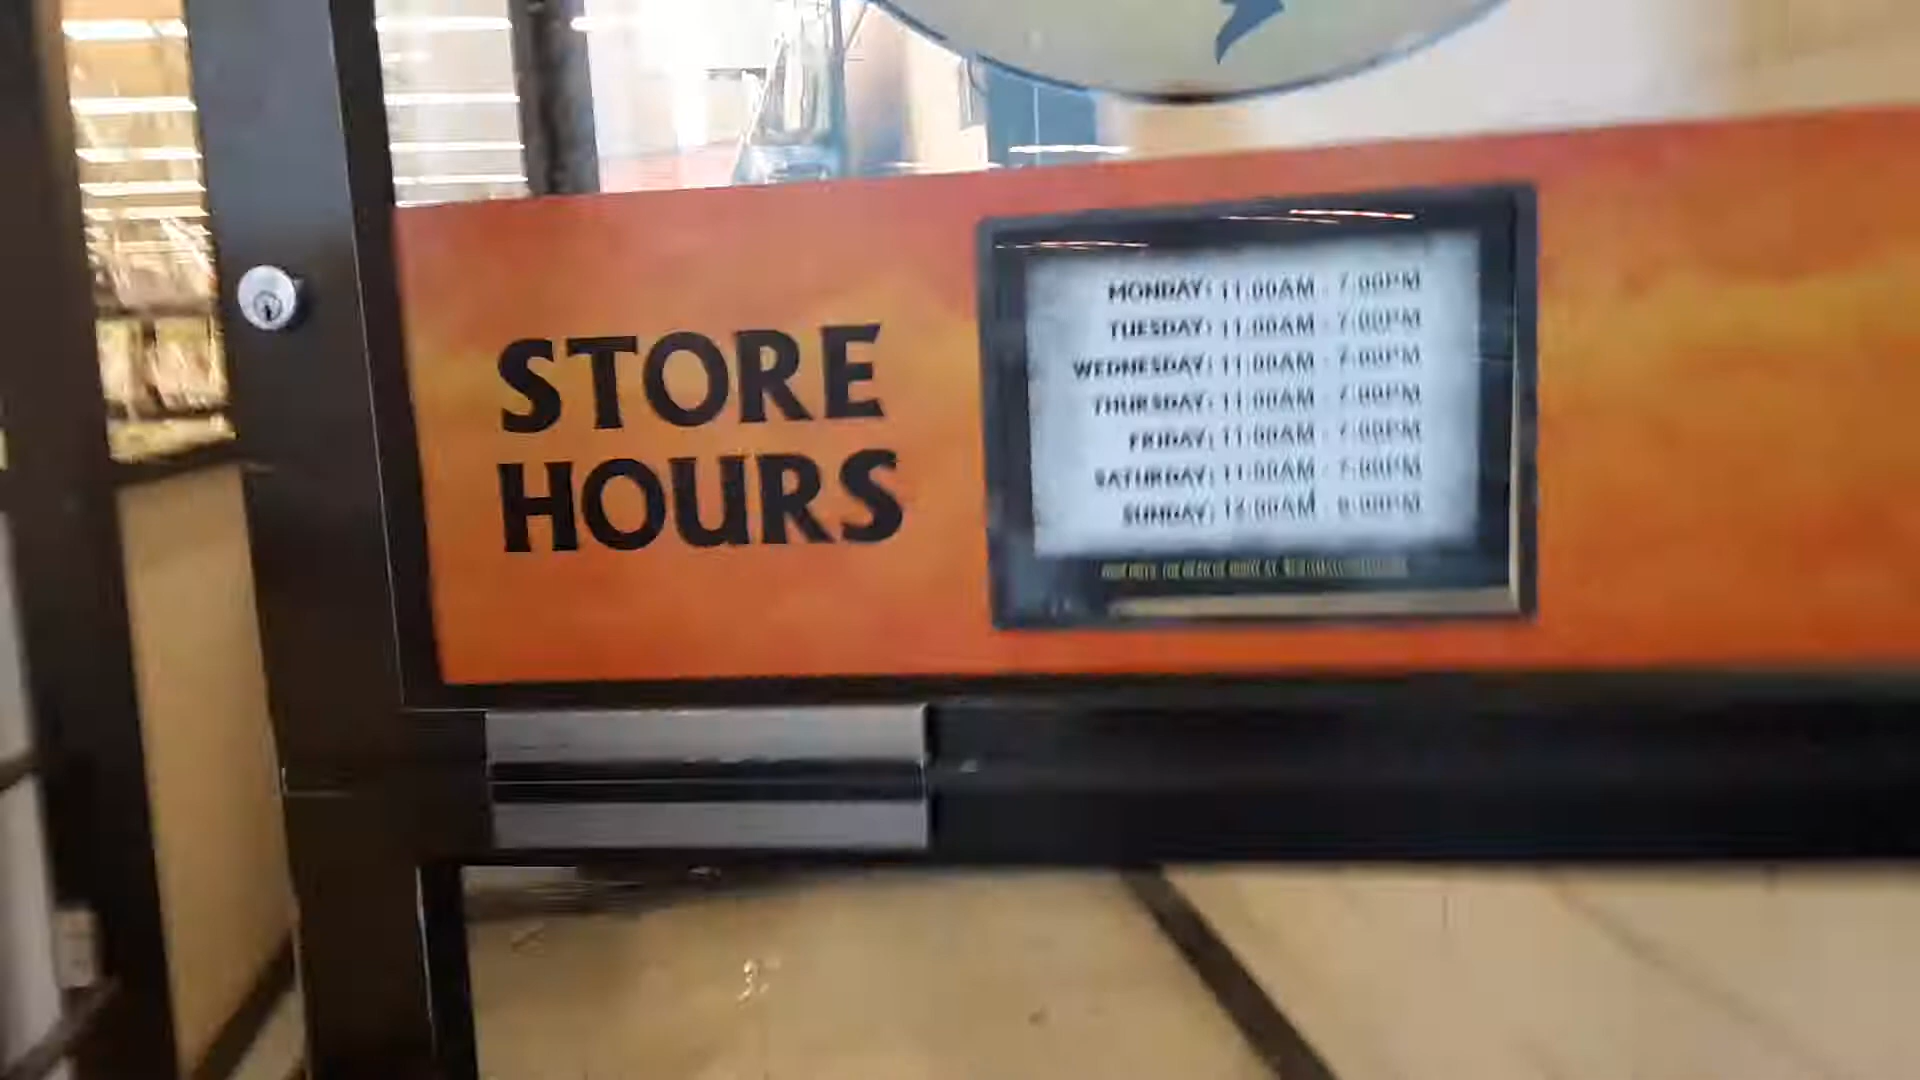 STORE
HOURS
MONDAY: 11:00AM - 7:00PM
TUESDAY: 11:00AM - 7:00PM
WEDNESDAY: 11:00AM - 7:00PM
THURSDAY: 11:00AM - 7:00PM
FRIDAY: 11:00AM - 7:00PM
SATURDAY: 11:00AM - 7:00PM
SUNDAY: